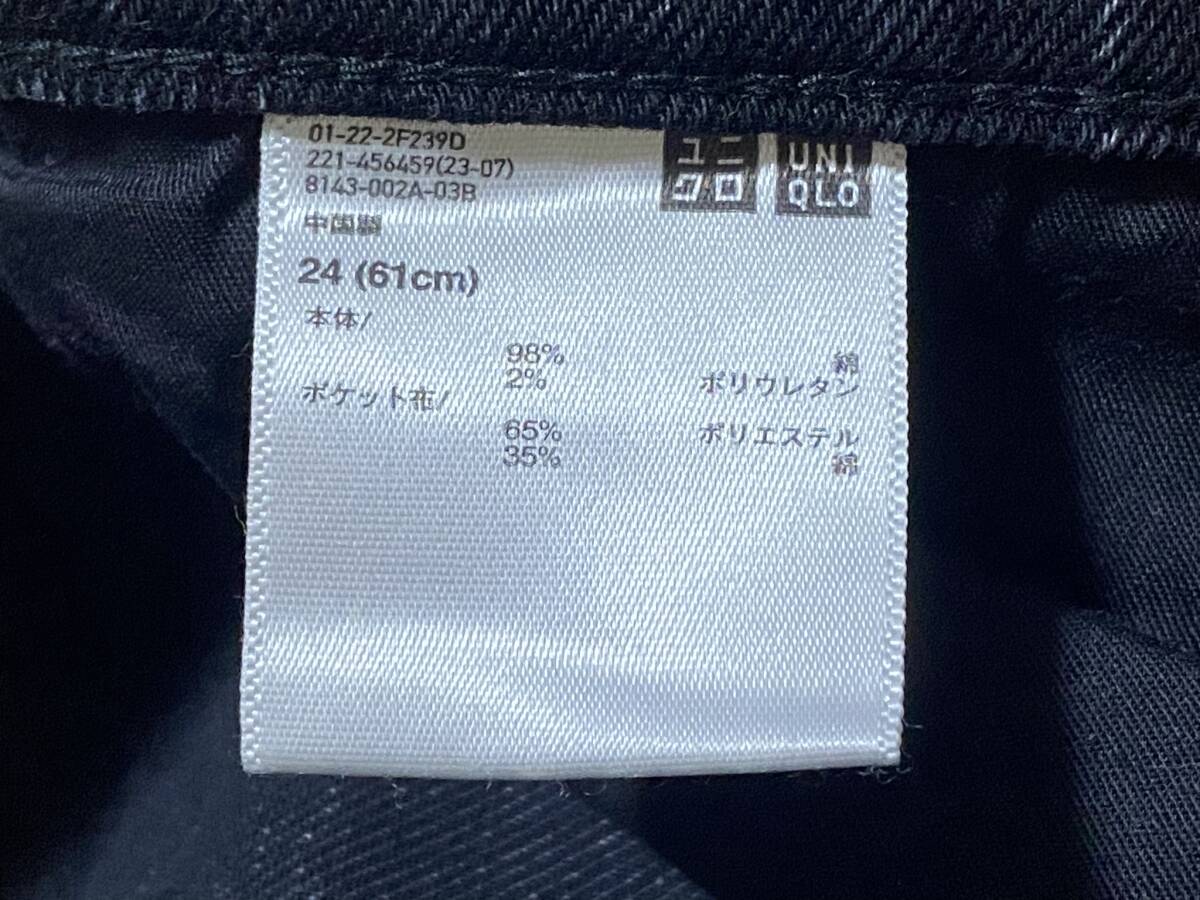 01-22-2F239D
221-456459(23-07)
8143-002A-03B
中国製
ユニ
クロ
UNI
QLO
24 (61cm)
本体/
98% 綿
2% ポリウレタン
ポケット布/
65% ポリエステル
35% 綿